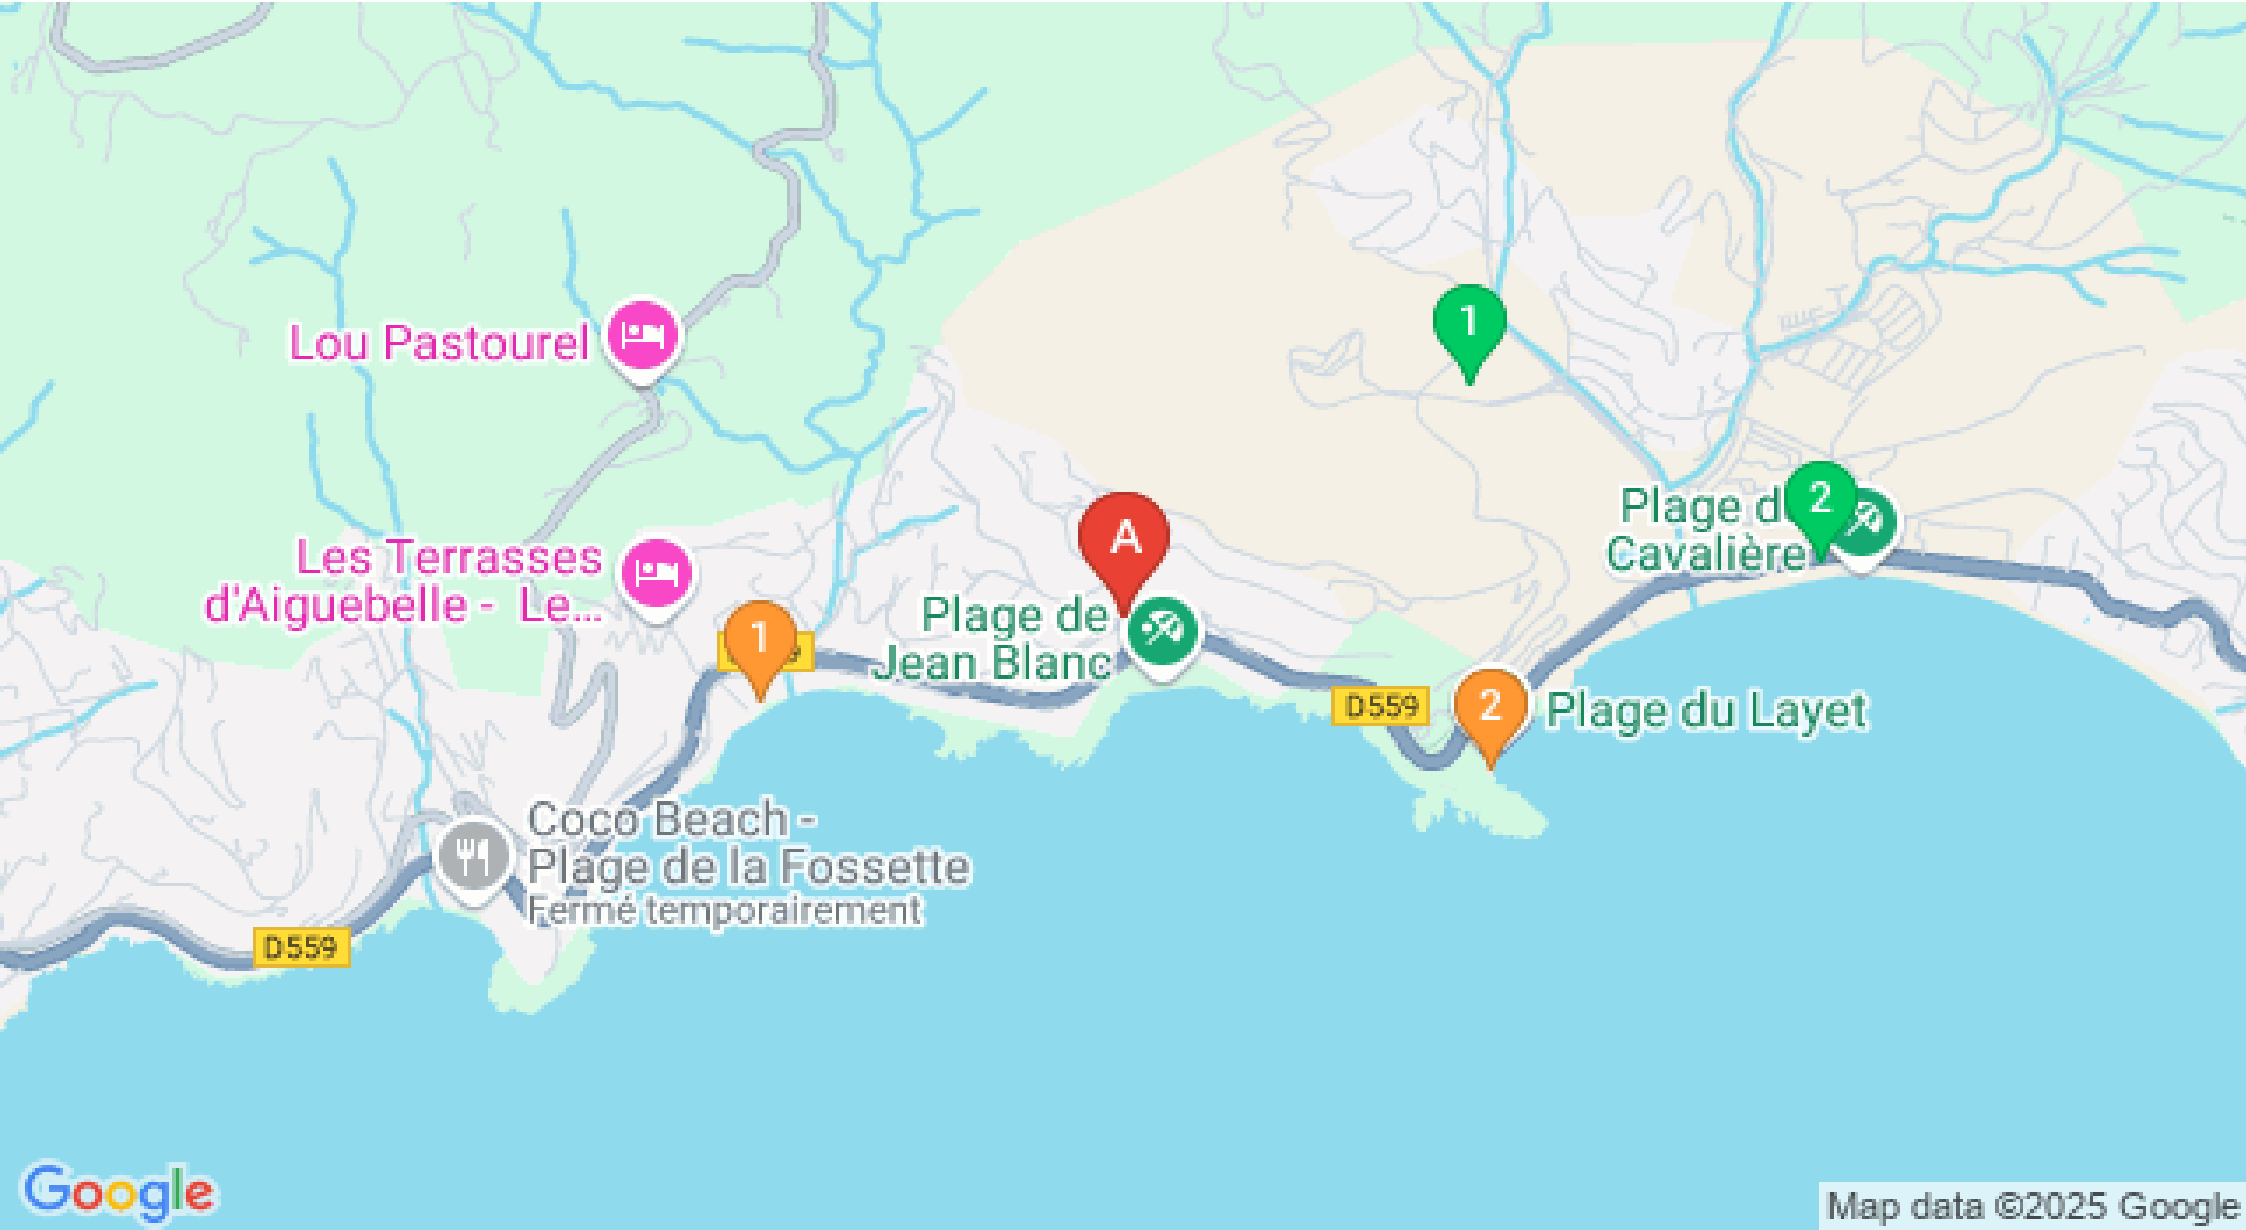 Lou Pastourel
1
2
Plage d
Cavalière
A
Les Terrasses
d'Aiguebelle - Le...
1
Plage de
Jean Blanc
D559
2
Plage du Layet
Coco Beach -
Plage de la Fossette
Fermé temporairement
D559
Google
Map data ©2025 Google